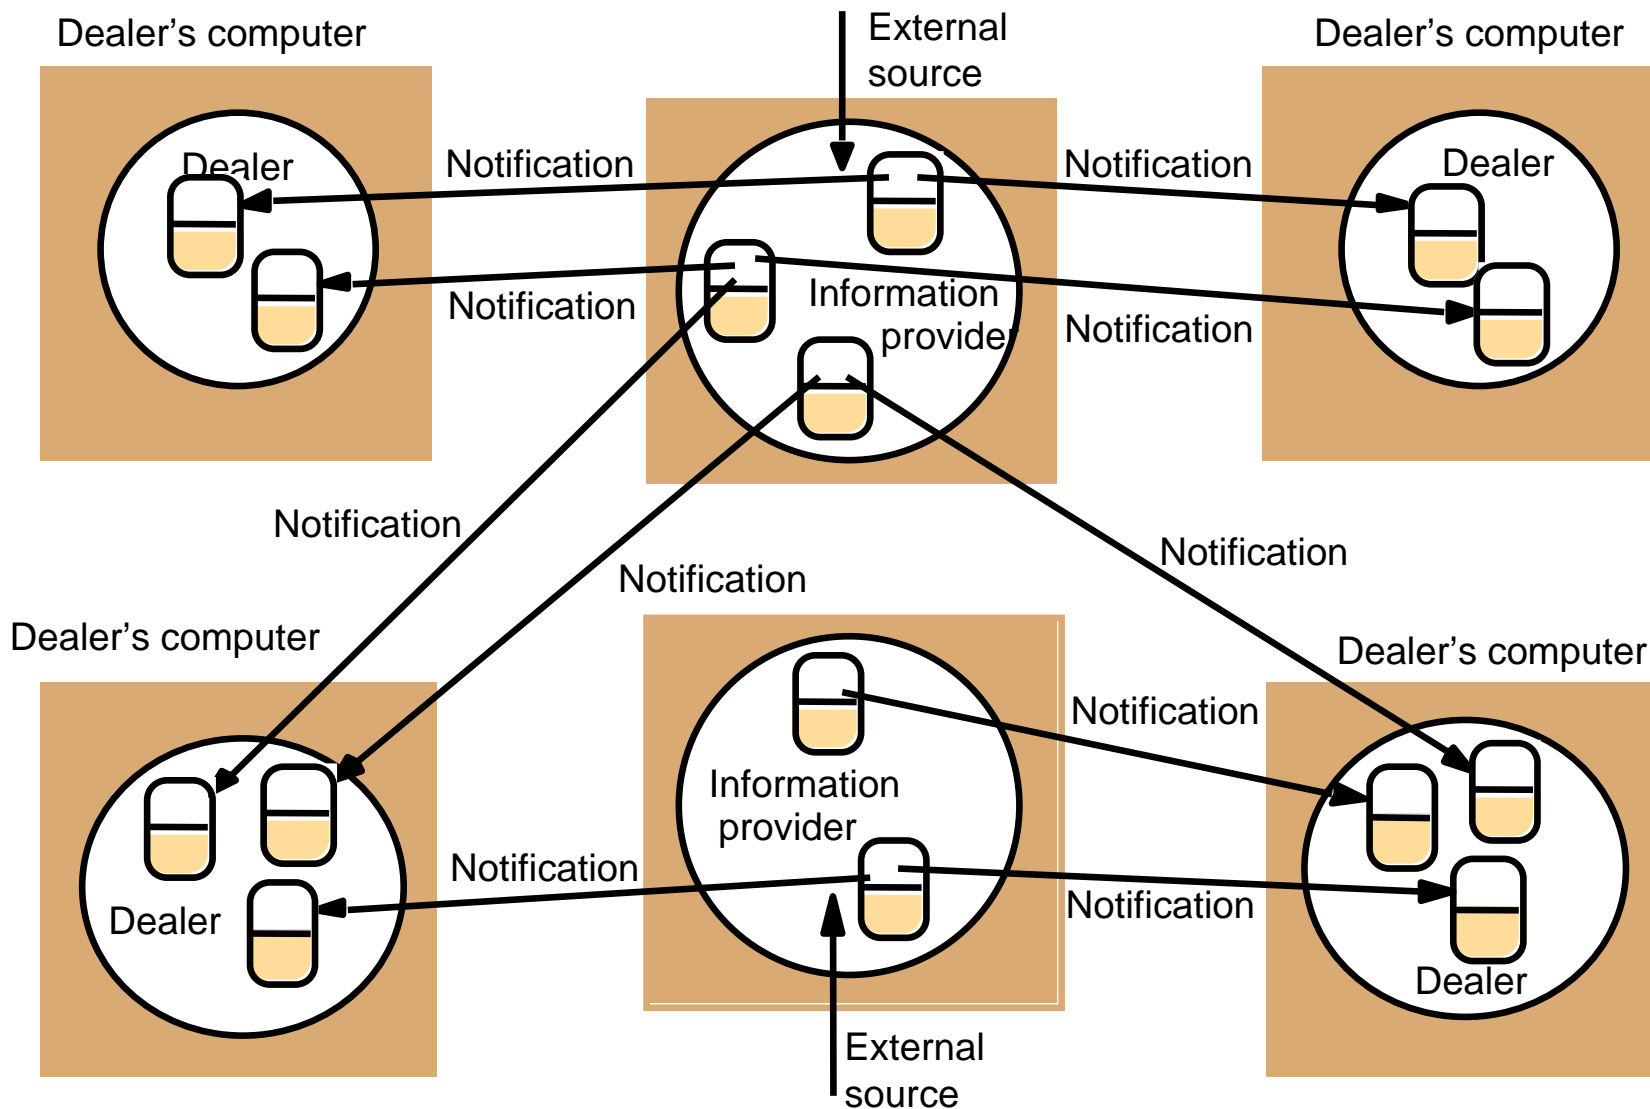 Dealer’s computer
External
source
Dealer’s computer
Dealer
Notification
Notification
Dealer
Notification
Information
provider
Notification
Notification
Notification
Notification
Dealer’s computer
Dealer’s computer
Notification
Information
provider
Notification
Notification
Dealer
Dealer
External
source